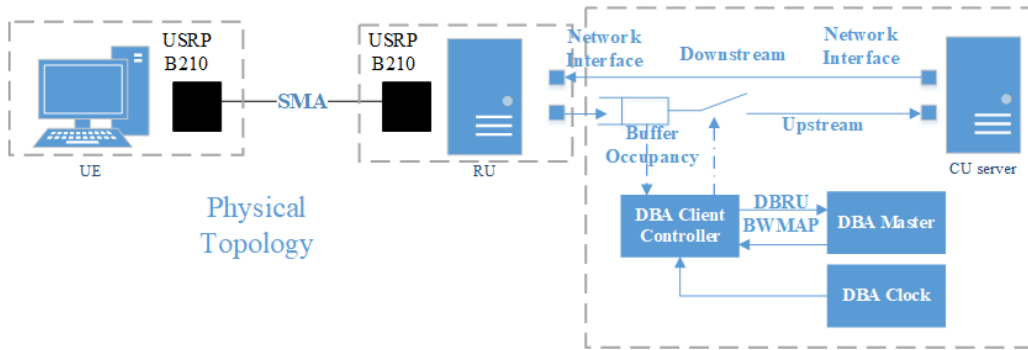 USRP
B210
UE
SMA
USRP
B210
RU
Physical
Topology
Network
Interface
Downstream
Network
Interface
Upstream
Buffer
Occupancy
CU server
DBA Client
Controller
DBRU
BWMAP
DBA Master
DBA Clock